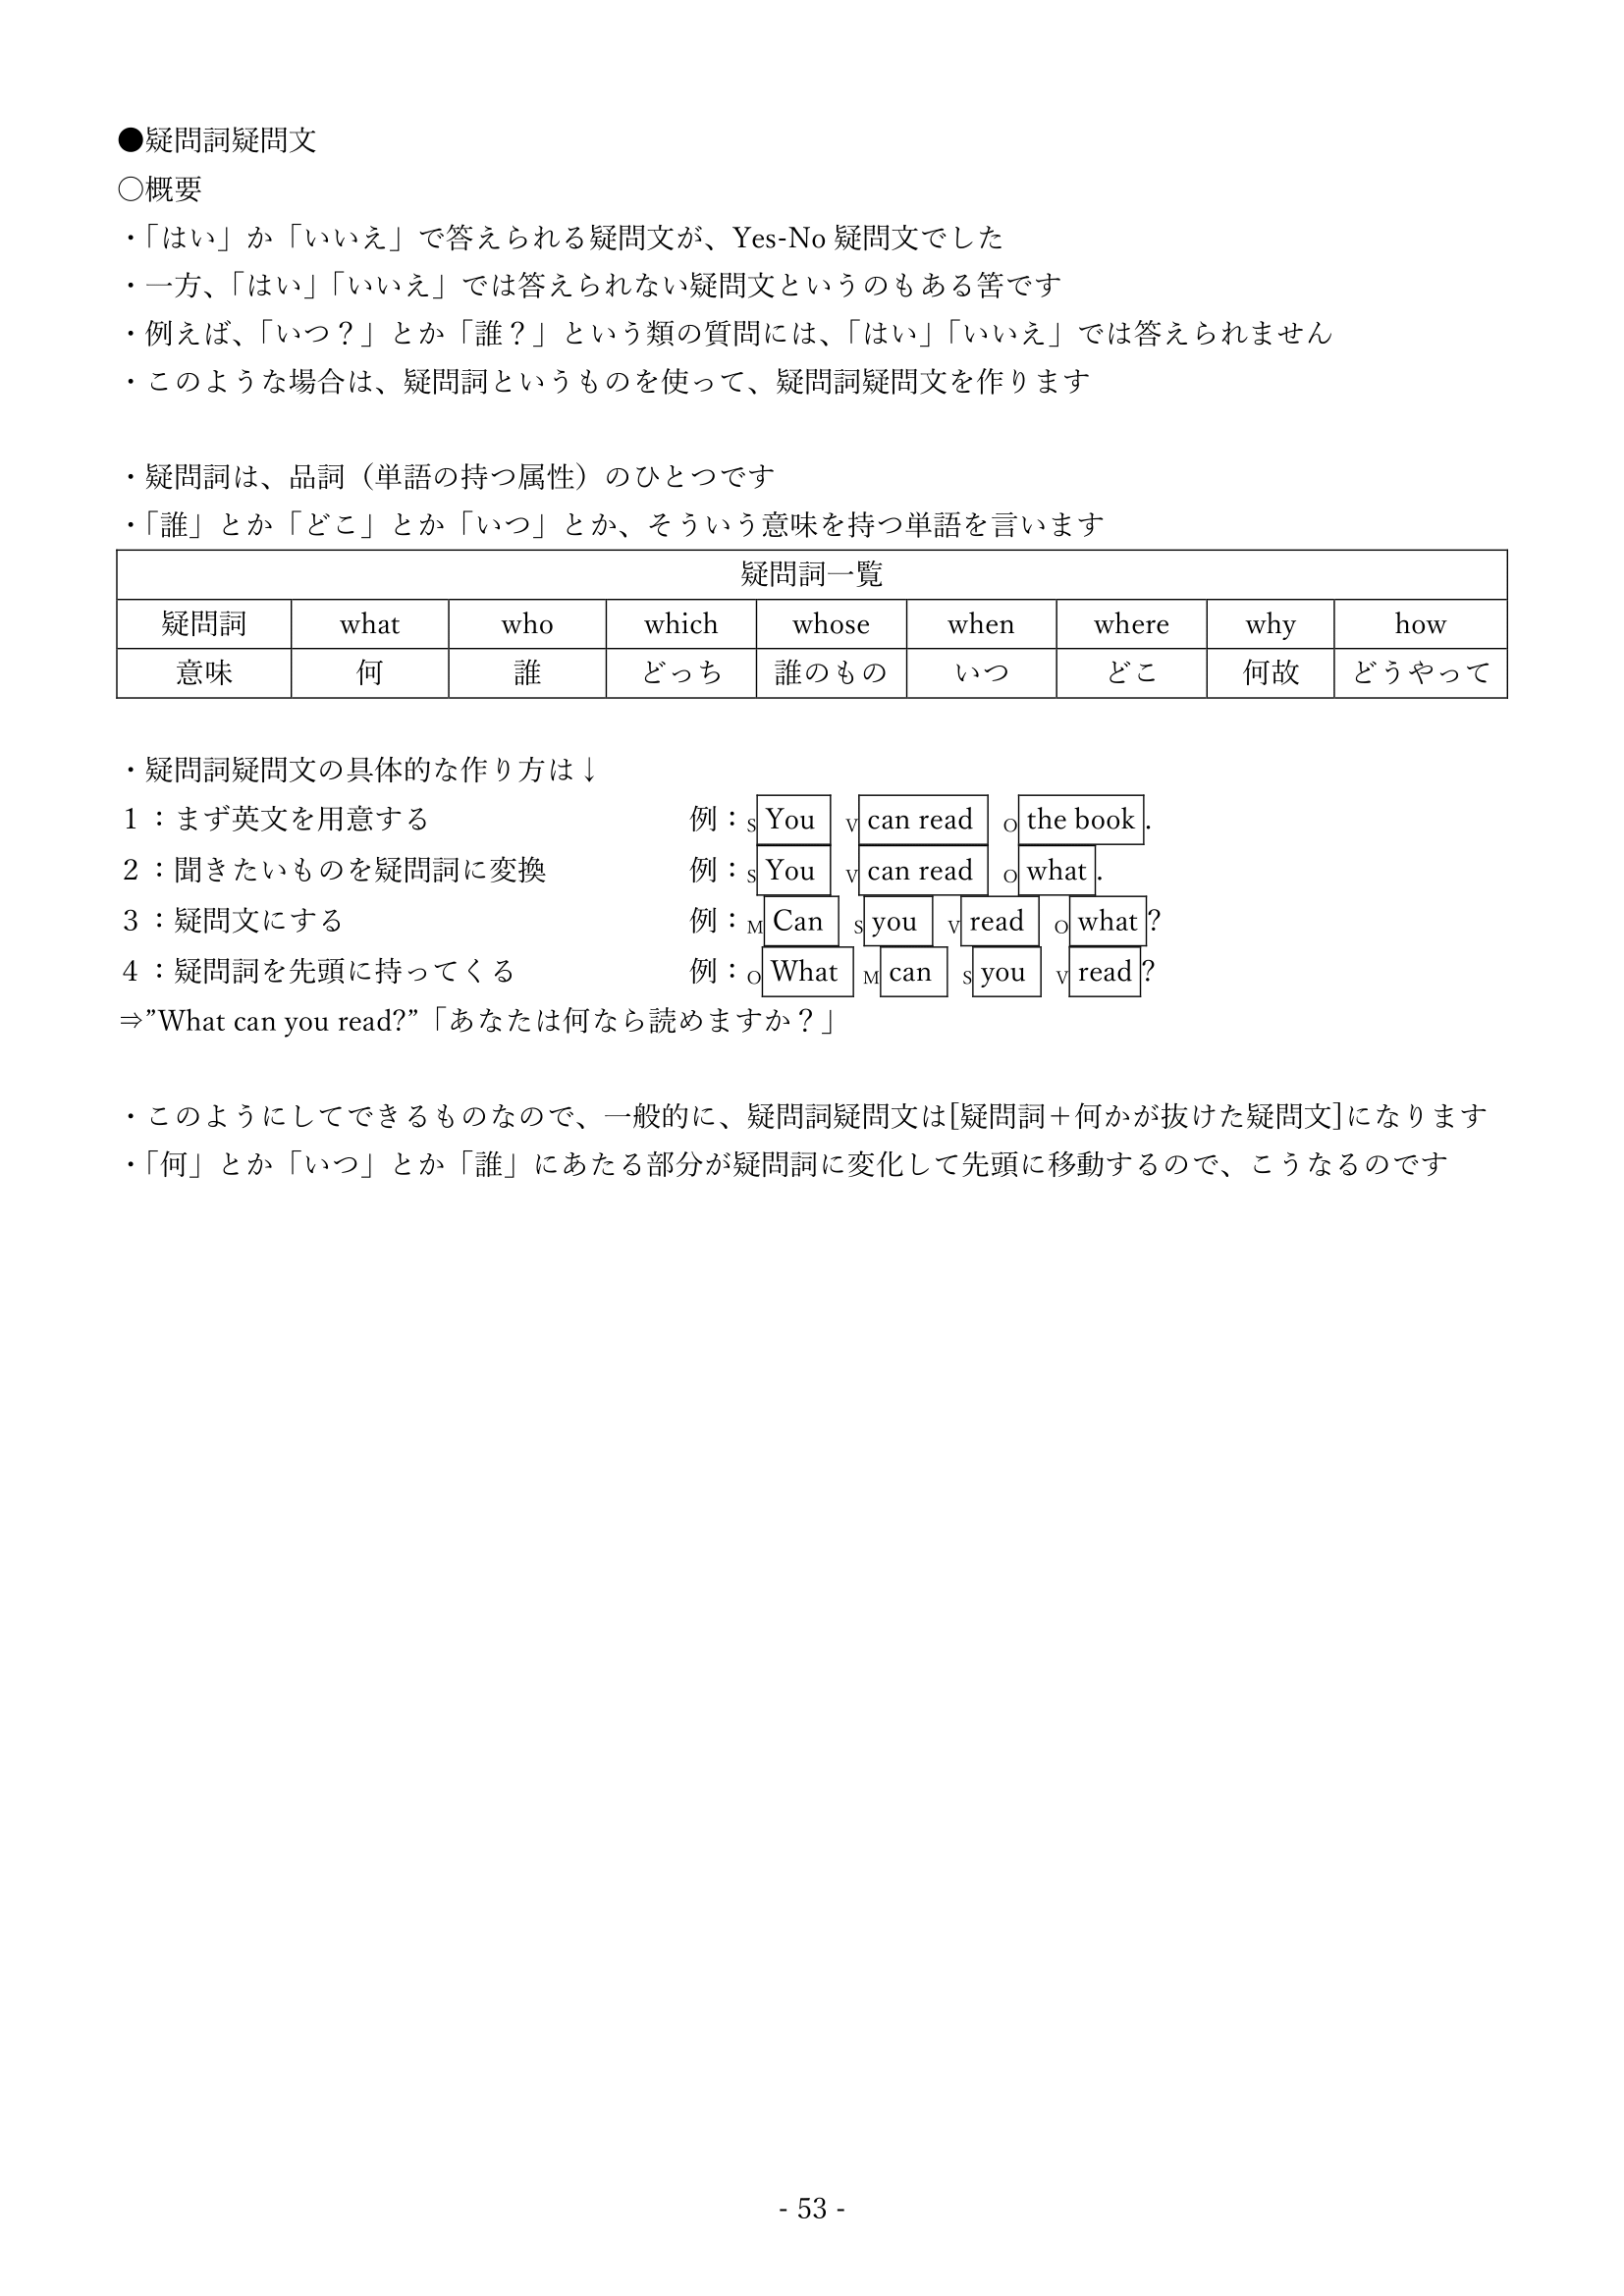 ●疑問詞疑問文
○概要
・「はい」か「いいえ」で答えられる疑問文が、Yes-No 疑問文でした
・一方、「はい」「いいえ」では答えられない疑問文というのもある筈です
・例えば、「いつ？」とか「誰？」という類の質問には、「はい」「いいえ」では答えられません
・このような場合は、疑問詞というものを使って、疑問詞疑問文を作ります
・疑問詞は、品詞（単語の持つ属性）のひとつです
・「誰」とか「どこ」とか「いつ」とか、そういう意味を持つ単語を言います
疑問詞一覧
疑問詞 what who which whose when where why how
意味 何 誰 どっち 誰のもの いつ どこ 何故 どうやって
・疑問詞疑問文の具体的な作り方は↓
１：まず英文を用意する 例：S You V can read O the book.
２：聞きたいものを疑問詞に変換 例：S You V can read O what.
３：疑問文にする 例：M Can S you V read O what?
４：疑問詞を先頭に持ってくる 例：O What M can S you V read?
⇒”What can you read?”「あなたは何なら読めますか？」
・このようにしてできるものなので、一般的に、疑問詞疑問文は[疑問詞＋何かが抜けた疑問文]になります
・「何」とか「いつ」とか「誰」にあたる部分が疑問詞に変化して先頭に移動するので、こうなるのです
- 53 -